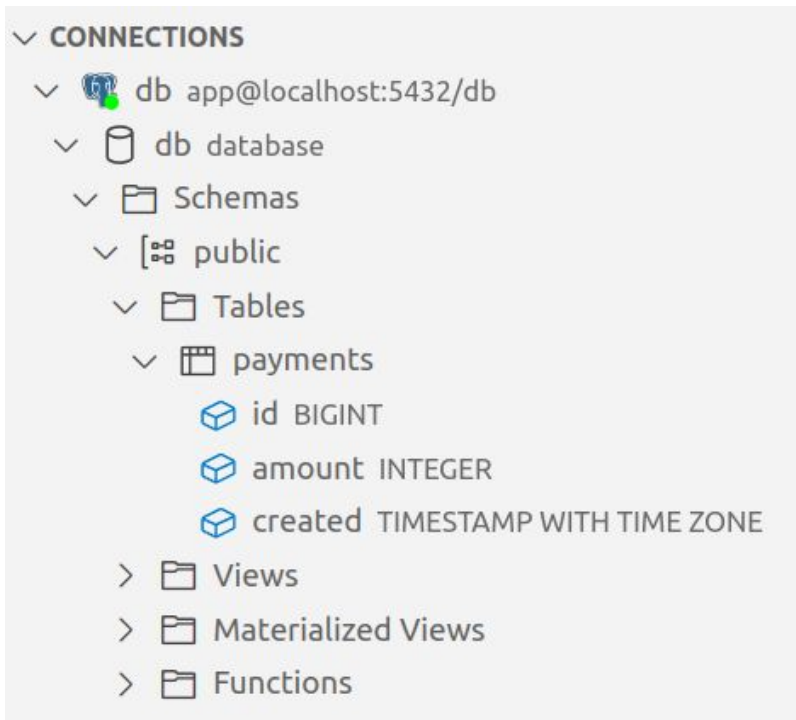 CONNECTIONS
db app@localhost:5432/db
db database
Schemas
public
Tables
payments
id BIGINT
amount INTEGER
created TIMESTAMP WITH TIME ZONE
Views
Materialized Views
Functions